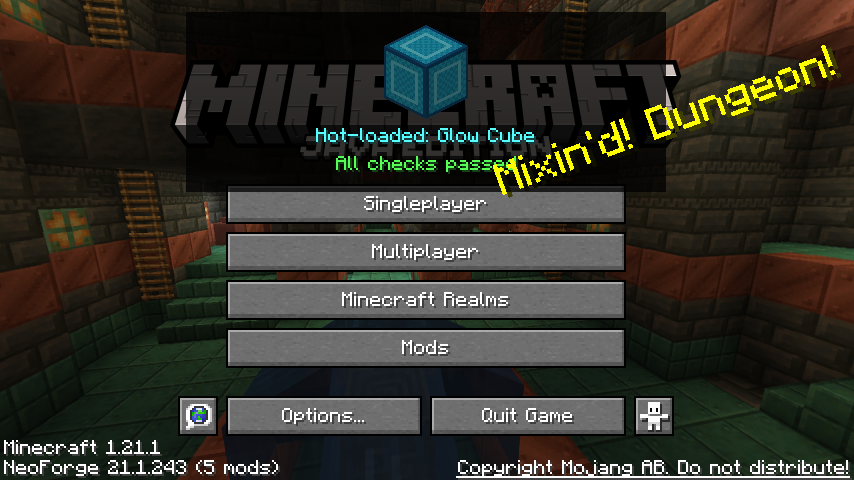 MINECRAFT
Hot-loaded: Glow Cube
JAVA EDITION
All checks passed
Mixin'd! Dungeon!
Singleplayer
Multiplayer
Minecraft Realms
Mods
Options...
Quit Game
Minecraft 1.21.1
NeoForge 21.1.243 (5 mods)
Copyright Mojang AB. Do not distribute!